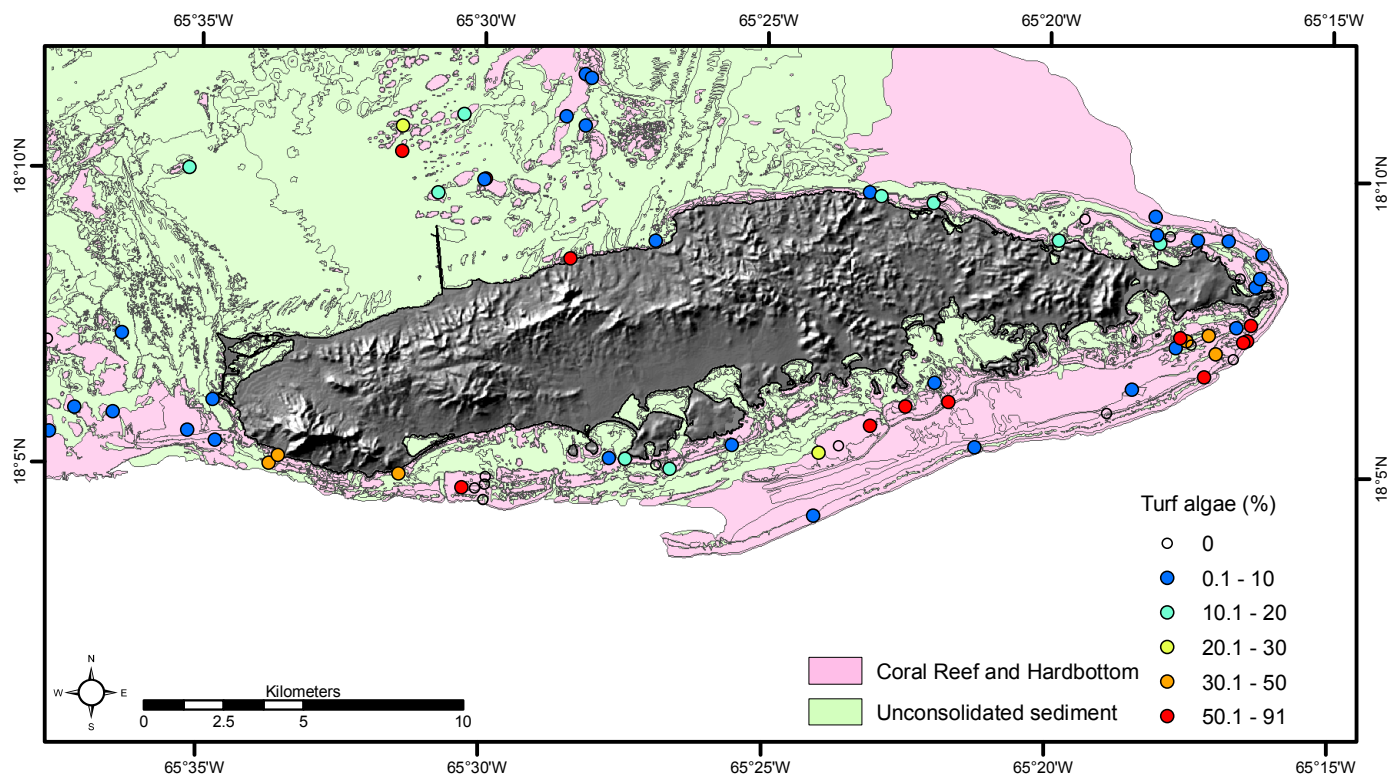 65°35'W 65°30'W 65°25'W 65°20'W 65°15'W
18°10'N
18°10'N
18°5'N
18°5'N
Turf algae (%)
0
0.1 - 10
10.1 - 20
20.1 - 30
30.1 - 50
50.1 - 91
Coral Reef and Hardbottom
Unconsolidated sediment
N
W E
S
Kilometers
0 2.5 5 10
65°35'W 65°30'W 65°25'W 65°20'W 65°15'W